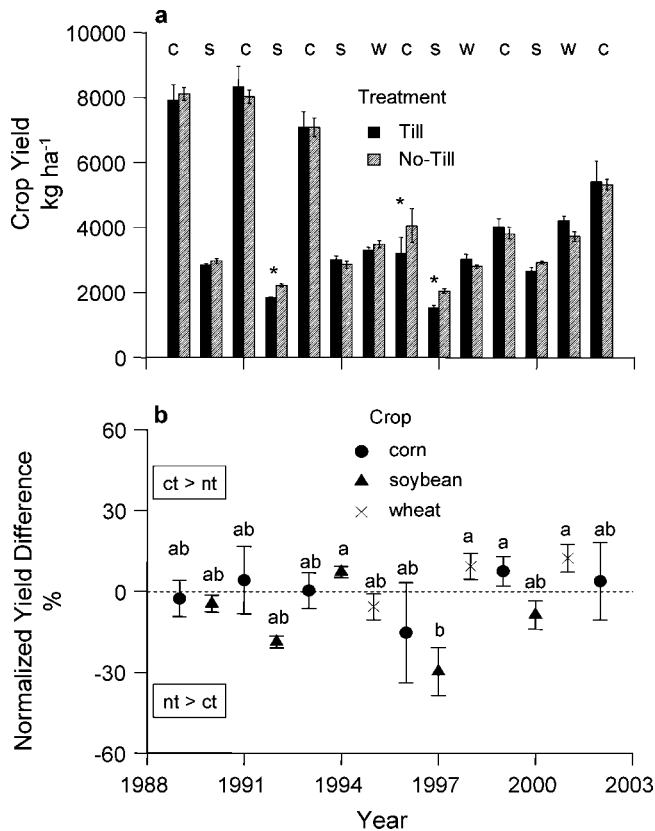 a
10000
C S C S C S W C S W C S W C
8000
Treatment
Till
No-Till
6000
4000
2000
0
*
*
*
Crop Yield
kg ha-1
b
Crop
corn
soybean
wheat
60
30
0
-30
-60
ct > nt
nt > ct
ab ab ab ab ab a ab ab b a a ab a ab
Normalized Yield Difference
%
1988 1991 1994 1997 2000 2003
Year